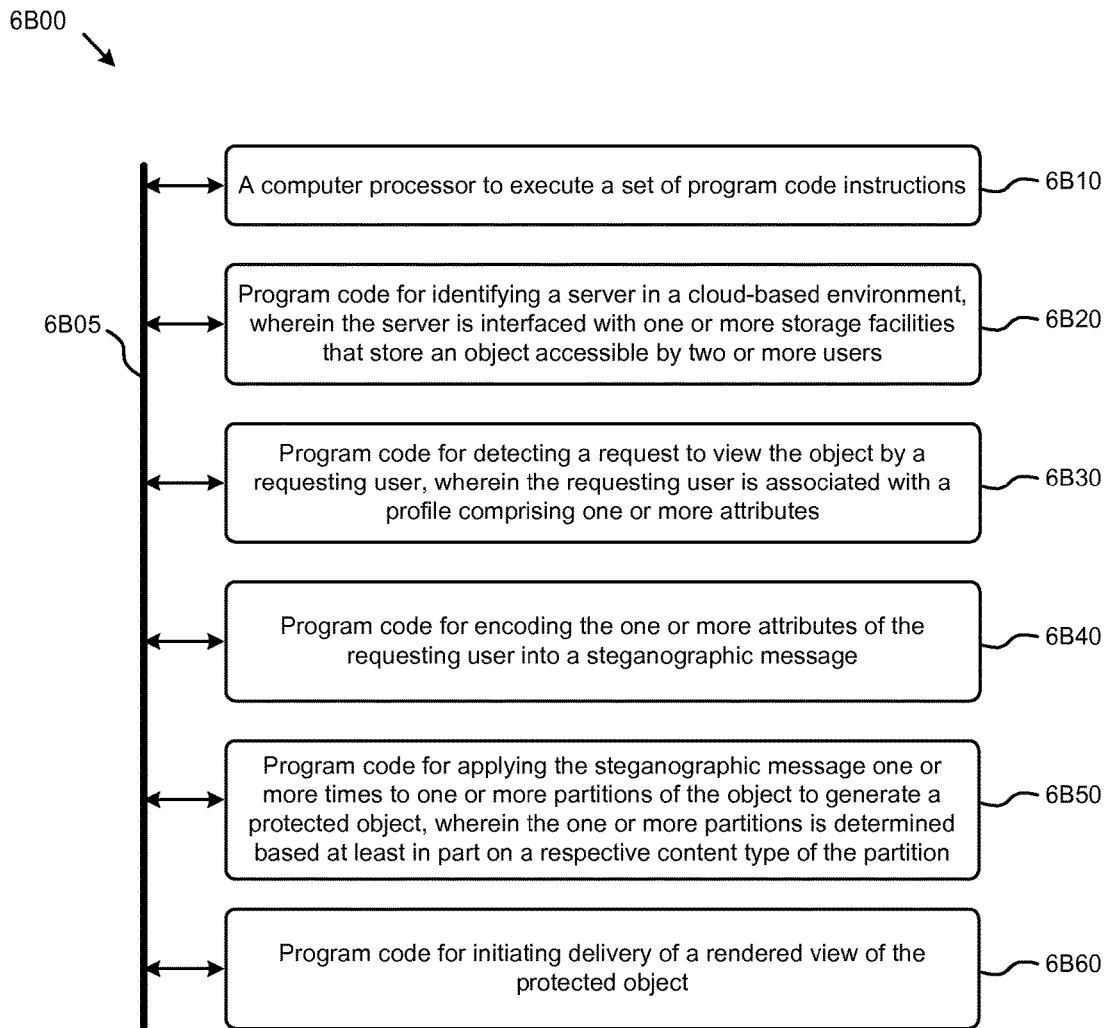 6B00
A computer processor to execute a set of program code instructions
6B10
Program code for identifying a server in a cloud-based environment,
wherein the server is interfaced with one or more storage facilities
that store an object accessible by two or more users
6B20
6B05
Program code for detecting a request to view the object by a
requesting user, wherein the requesting user is associated with a
profile comprising one or more attributes
6B30
Program code for encoding the one or more attributes of the
requesting user into a steganographic message
6B40
Program code for applying the steganographic message one or
more times to one or more partitions of the object to generate a
protected object, wherein the one or more partitions is determined
based at least in part on a respective content type of the partition
6B50
Program code for initiating delivery of a rendered view of the
protected object
6B60